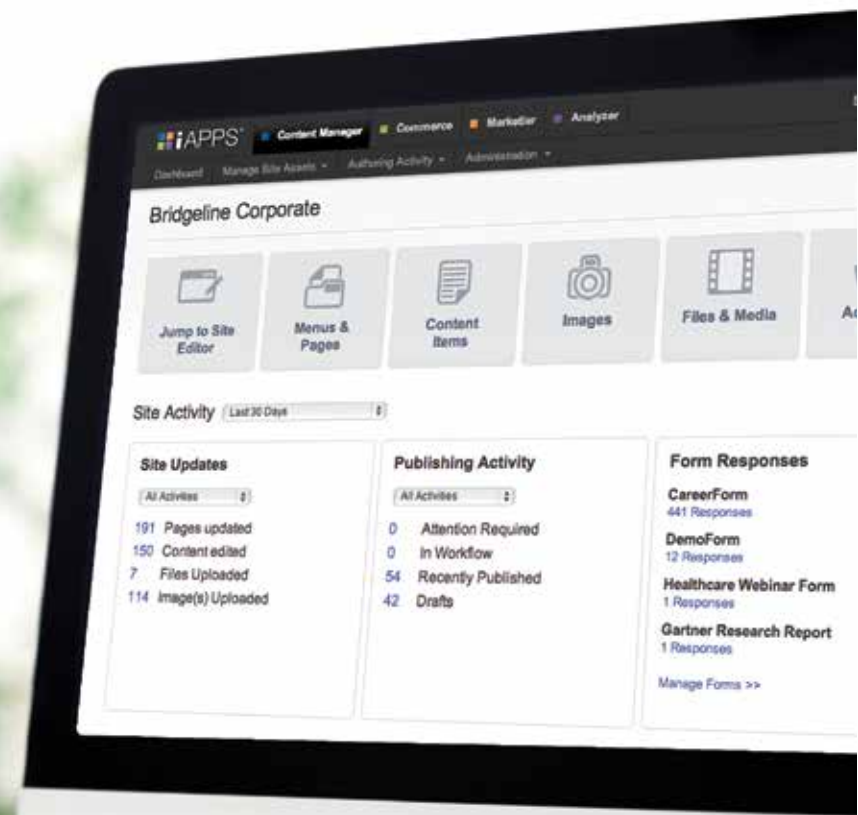 iAPPS
Content Manager
Commerce
Marketier
Analyzer
Dashboard
Manage Site Assets
Authoring Activity
Administration
Bridgeline Corporate
Jump to Site
Editor
Menus &
Pages
Content
Items
Images
Files & Media
Site Activity
Last 30 Days
Site Updates
All Activities
191 Pages updated
150 Content edited
7 Files Uploaded
114 Image(s) Uploaded
Publishing Activity
All Activities
0 Attention Required
0 In Workflow
54 Recently Published
42 Drafts
Form Responses
CareerForm
441 Responses
DemoForm
12 Responses
Healthcare Webinar Form
1 Responses
Gartner Research Report
1 Responses
Manage Forms >>